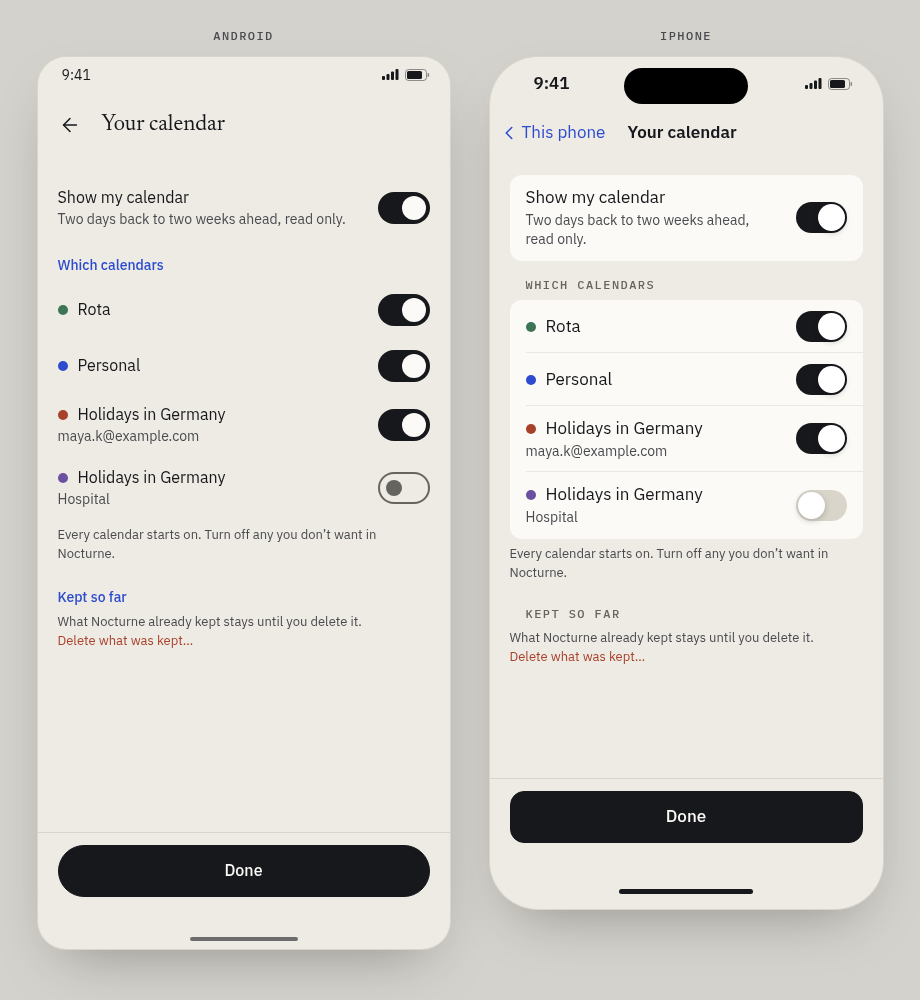 ANDROID
9:41
Your calendar
Show my calendar
Two days back to two weeks ahead, read only.
Which calendars
Rota
Personal
Holidays in Germany
maya.k@example.com
Holidays in Germany
Hospital
Every calendar starts on. Turn off any you don’t want in
Nocturne.
Kept so far
What Nocturne already kept stays until you delete it.
Delete what was kept…
Done
IPHONE
9:41
This phone
Your calendar
Show my calendar
Two days back to two weeks ahead,
read only.
WHICH CALENDARS
Rota
Personal
Holidays in Germany
maya.k@example.com
Holidays in Germany
Hospital
Every calendar starts on. Turn off any you don’t want in
Nocturne.
KEPT SO FAR
What Nocturne already kept stays until you delete it.
Delete what was kept…
Done